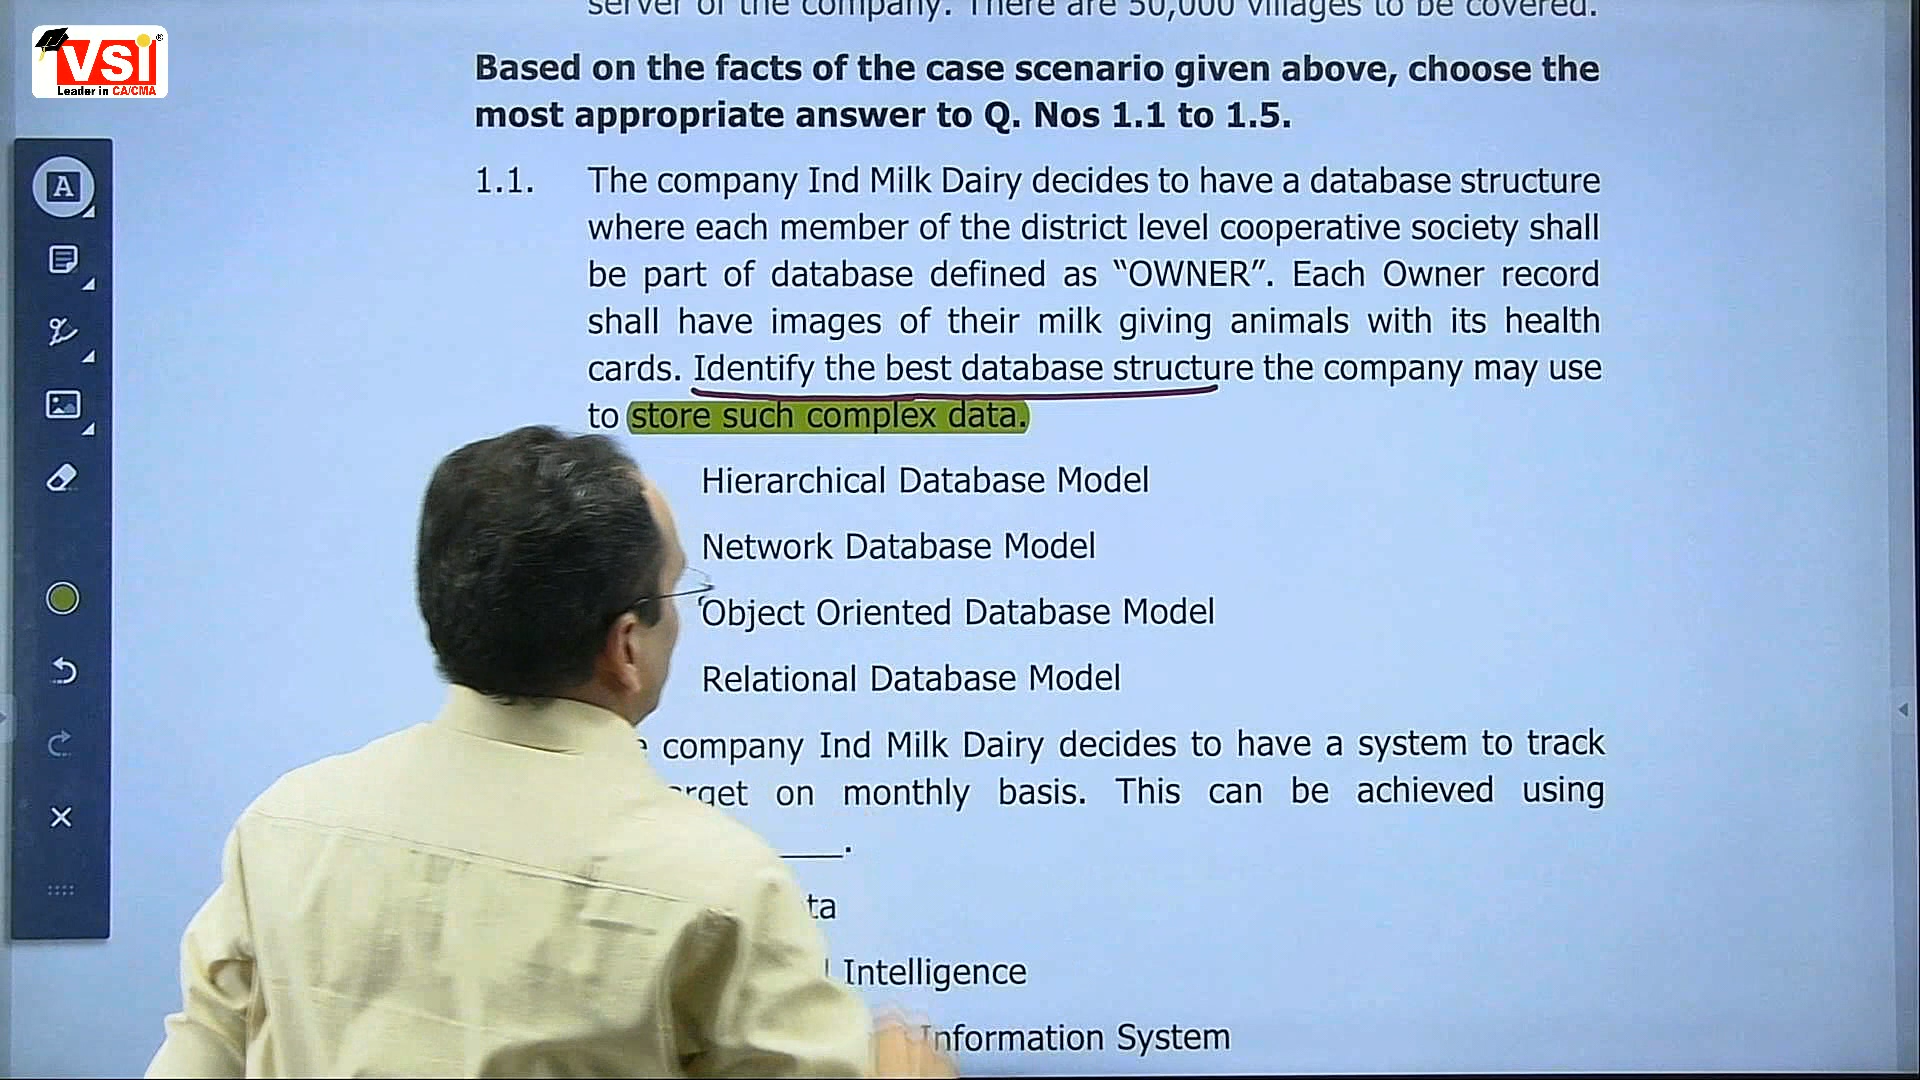 VSI
Leader in CA/CMA
server of the company. There are 50,000 villages to be covered.
Based on the facts of the case scenario given above, choose the
most appropriate answer to Q. Nos 1.1 to 1.5.
1.1. The company Ind Milk Dairy decides to have a database structure
where each member of the district level cooperative society shall
be part of database defined as “OWNER”. Each Owner record
shall have images of their milk giving animals with its health
cards. Identify the best database structure the company may use
to store such complex data.
Hierarchical Database Model
Network Database Model
Object Oriented Database Model
Relational Database Model
company Ind Milk Dairy decides to have a system to track
on monthly basis. This can be achieved using
Intelligence
Information System